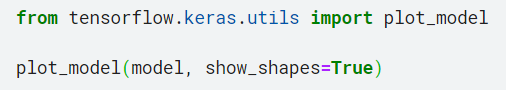 from tensorflow.keras.utils import plot_model
plot_model(model, show_shapes=True)